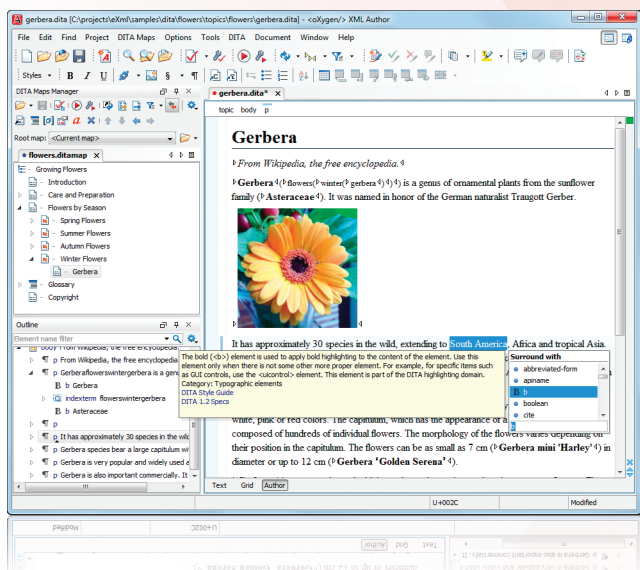 gerbera.dita [C:\projects\eXml\samples\dita\flowers\topics\flowers\gerbera.dita] - <oXygen/> XML Author
File Edit Find Project DITA Maps Options Tools DITA Document Window Help
Styles B I U § ¶
DITA Maps Manager
gerbera.dita* x
topic body p
Root map: <Current map>
flowers.ditamap x
Growing Flowers
Introduction
Care and Preparation
Flowers by Season
Spring Flowers
Summer Flowers
Autumn Flowers
Winter Flowers
Gerbera
Glossary
Copyright
Gerbera
From Wikipedia, the free encyclopedia.
Gerbera (flowers(winter(gerbera))) is a genus of ornamental plants from the sunflower
family (Asteraceae). It was named in honor of the German naturalist Traugott Gerber.
It has approximately 30 species in the wild, extending to South America, Africa and tropical Asia.
Outline
Element name filter
body From Wikipedia, the free encyclopedia.
¶ p From Wikipedia, the free encyclopedia
¶ p Gerberaflowerswintergerbera is a genu
B b Gerbera
indexterm flowerswintergerbera
B b Asteraceae
¶ p
¶ p It has approximately 30 species in the wild
¶ p Gerbera species bear a large capitulum wi
¶ p Gerbera is very popular and widely used a
¶ p Gerbera is also important commercially. It
The bold (<b>) element is used to apply bold highlighting to the content of the element. Use this
element only when there is not some other more proper element. For example, for specific items such
as GUI controls, use the <uicontrol> element. This element is part of the DITA highlighting domain.
Category: Typographic elements
DITA Style Guide
DITA 1.2 Specs
Surround with
abbreviated-form
apiname
B b
boolean
cite
white, pink or red colors. The capitulum, which has the appearance of a
composed of hundreds of individual flowers. The morphology of the flowers varies depending on
their position in the capitulum. The flowers can be as small as 7 cm (Gerbera mini 'Harley') in
diameter or up to 12 cm (Gerbera 'Golden Serena').
Text Grid Author
U+002C Modified